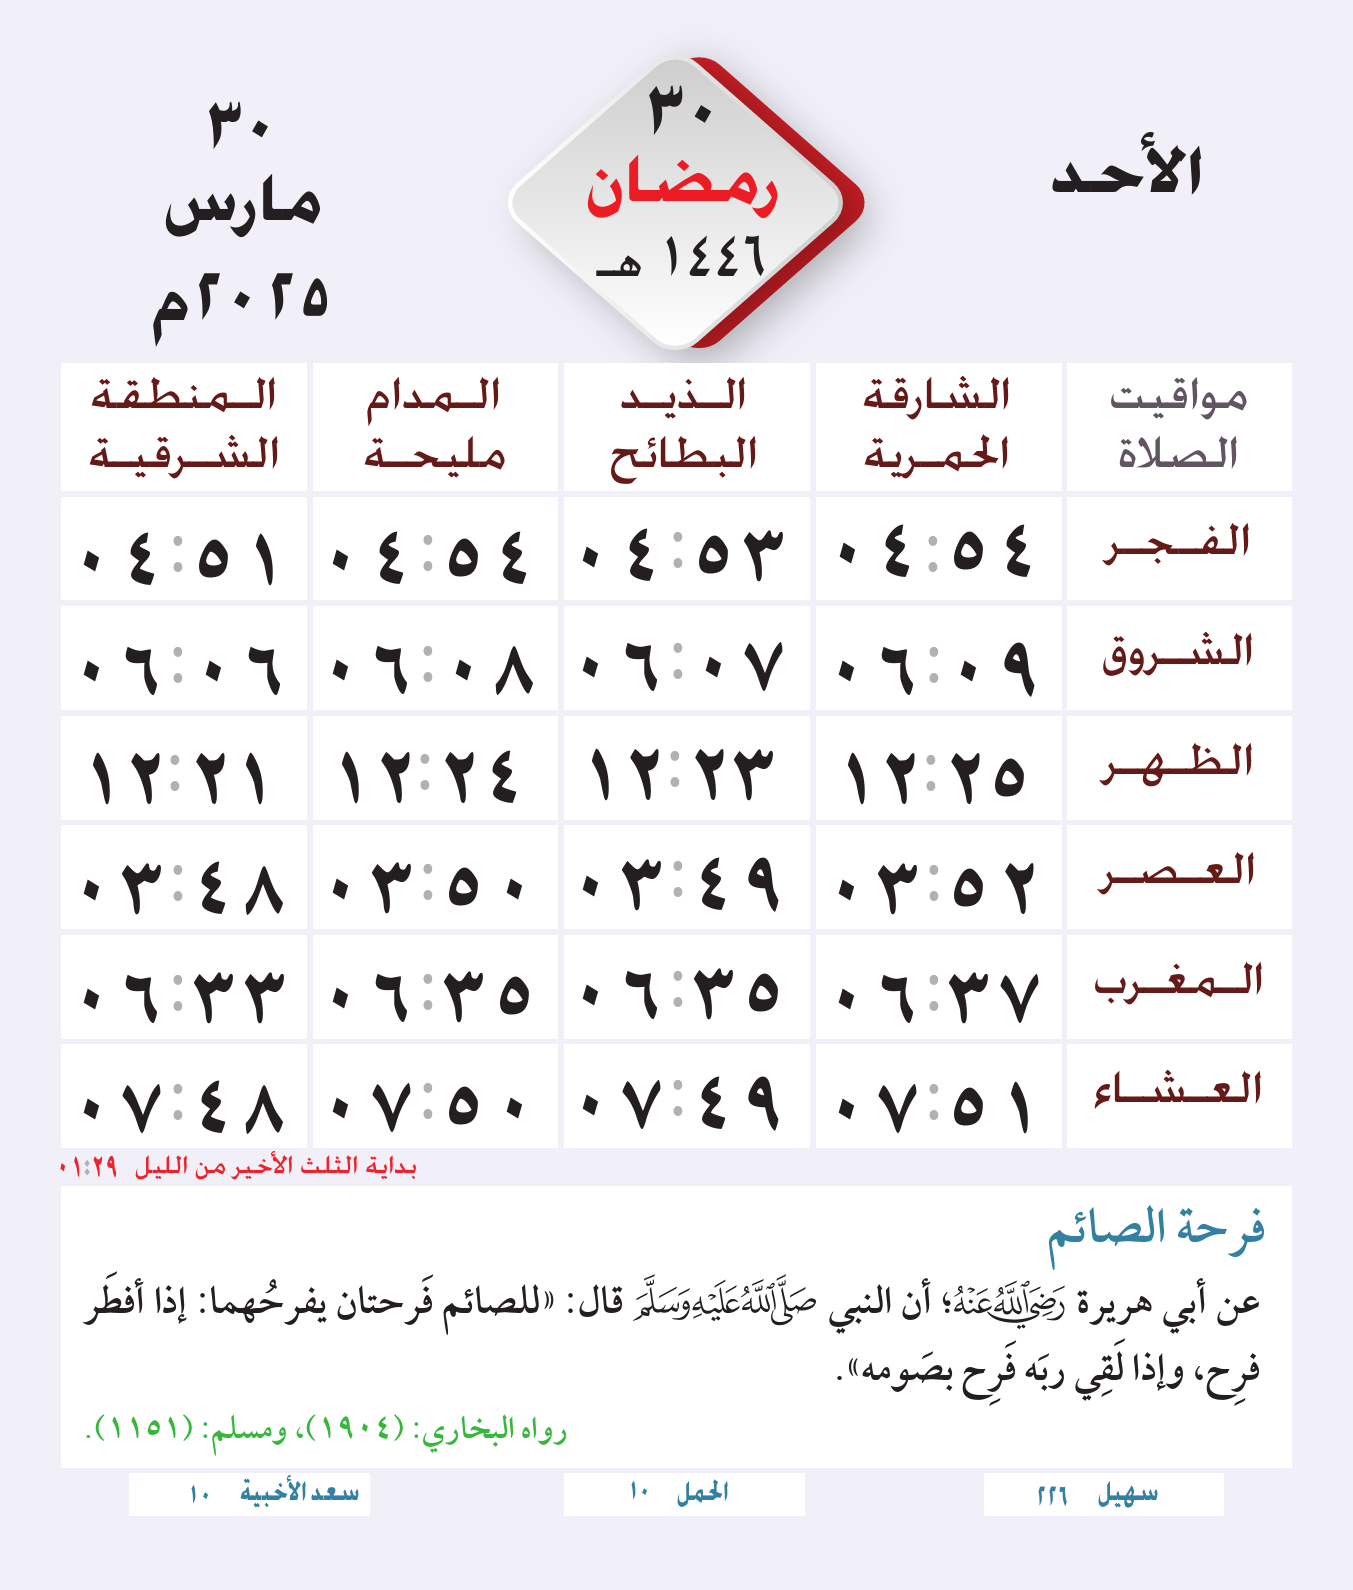 الأحد
٣٠
رمضان
١٤٤٦ هـ
٣٠
مارس
٢٠٢٥م
مواقيت الصلاة الشارقة الحمرية الذيد البطائح المدام مليحة المنطقة الشرقية
الفجر ٠٤:٥٤ ٠٤:٥٣ ٠٤:٥٤ ٠٤:٥١
الشروق ٠٦:٠٩ ٠٦:٠٧ ٠٦:٠٨ ٠٦:٠٦
الظهر ١٢:٢٥ ١٢:٢٣ ١٢:٢٤ ١٢:٢١
العصر ٠٣:٥٢ ٠٣:٤٩ ٠٣:٥٠ ٠٣:٤٨
المغرب ٠٦:٣٧ ٠٦:٣٥ ٠٦:٣٥ ٠٦:٣٣
العشاء ٠٧:٥١ ٠٧:٤٩ ٠٧:٥٠ ٠٧:٤٨
بداية الثلث الأخير من الليل ٠١:٢٩
فرحة الصائم
عن أبي هريرة رَضِيَ اللَّهُ عَنْهُ؛ أن النبي صَلَّى اللَّهُ عَلَيْهِ وَسَلَّمَ قال: «للصائم فَرحتان يفرحُهما: إذا أفطَر
فرِح، وإذا لَقِي ربَه فَرِح بصَومه».
رواه البخاري: (١٩٠٤)، ومسلم: (١١٥١).
سهيل ٢٢٦ الحمل ١٠ سعد الأخبية ١٠